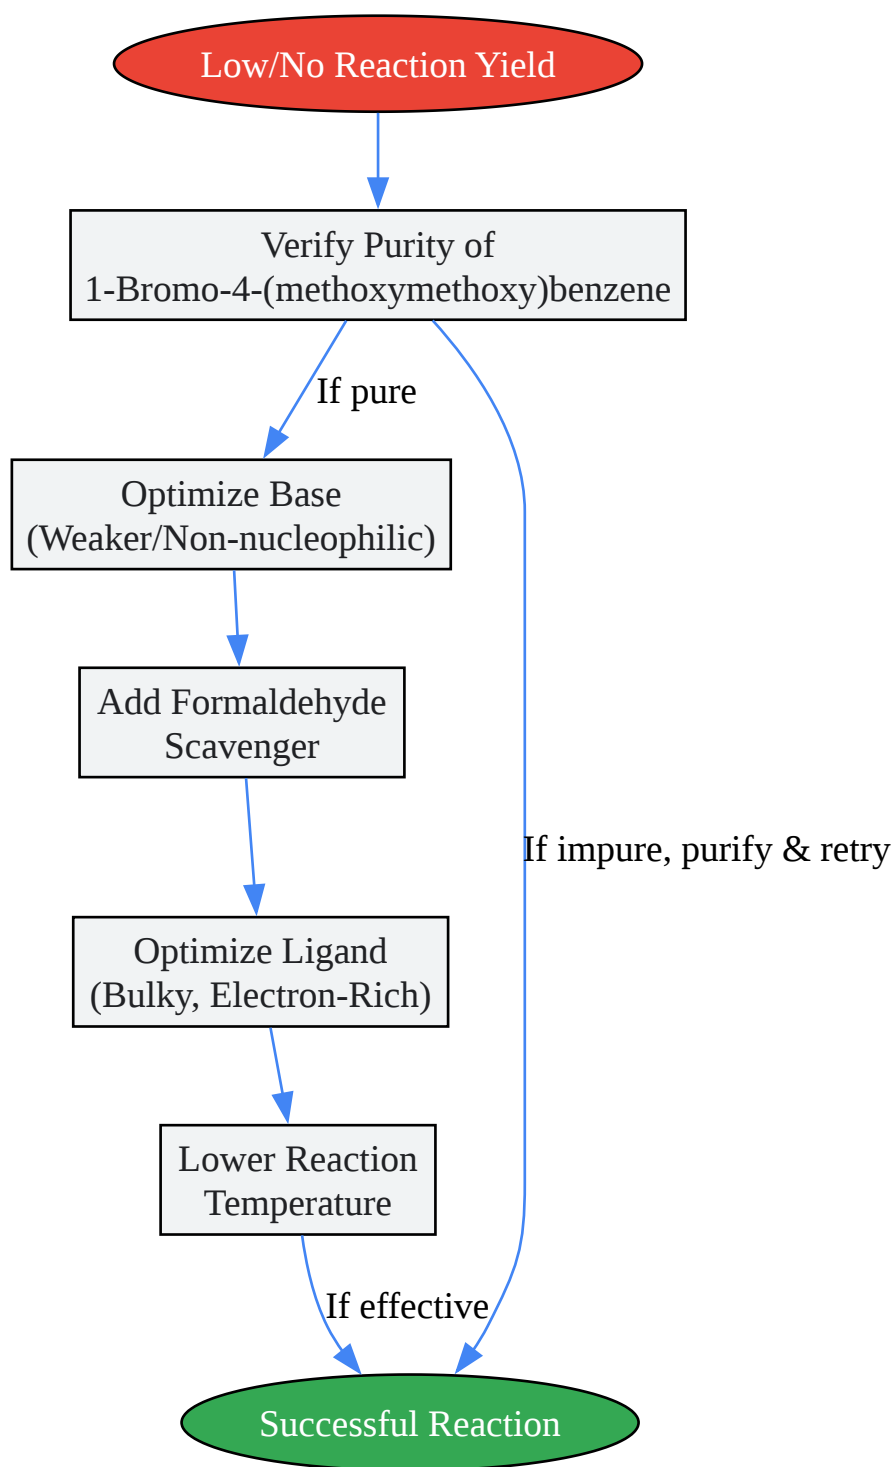 Low/No Reaction Yield
Verify Purity of
1-Bromo-4-(methoxymethoxy)benzene
If pure
Optimize Base
(Weaker/Non-nucleophilic)
Add Formaldehyde
Scavenger
If impure, purify & retry
Optimize Ligand
(Bulky, Electron-Rich)
Lower Reaction
Temperature
If effective
Successful Reaction